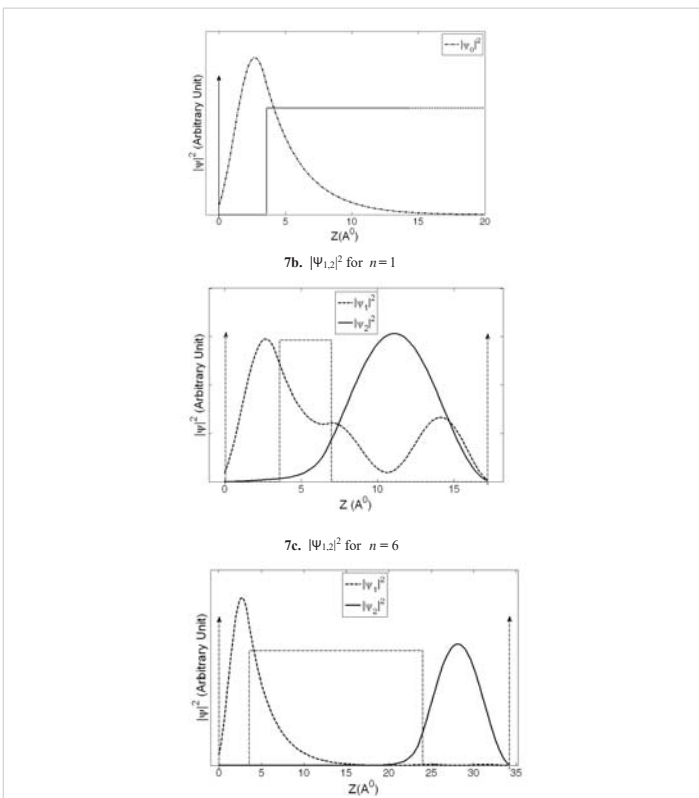 |ψ₀|²
|ψ|² (Arbitrary Unit)
0 5 10 15 20
Z(A⁰)
7b. |Ψ₁,₂|² for n = 1
|ψ₁|²
|ψ₂|²
|ψ|² (Arbitrary Unit)
0 5 10 15
Z (A⁰)
7c. |Ψ₁,₂|² for n = 6
|ψ₁|²
|ψ₂|²
|ψ|² (Arbitrary Unit)
0 5 10 15 20 25 30 35
Z(A⁰)